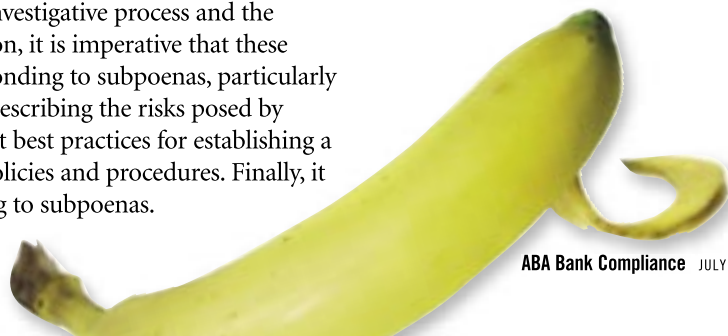 nvestigative process and the
on, it is imperative that these
onding to subpoenas, particularly
escribing the risks posed by
t best practices for establishing a
olicies and procedures. Finally, it
g to subpoenas.
ABA Bank Compliance JULY